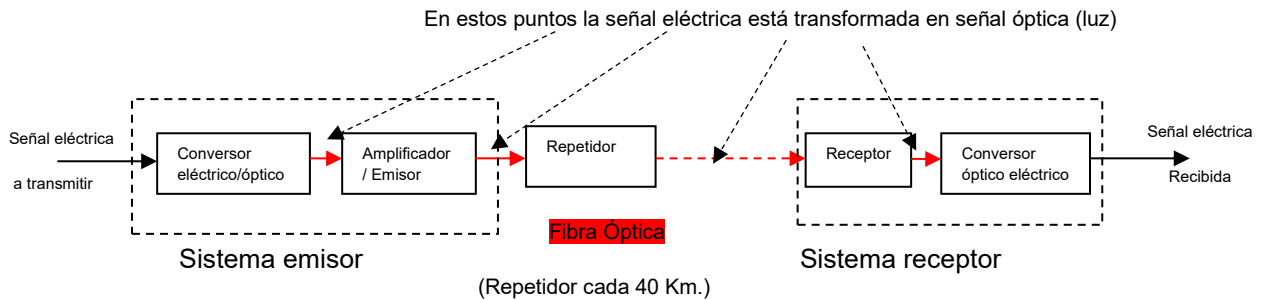 En estos puntos la señal eléctrica está transformada en señal óptica (luz)
Señal eléctrica
a transmitir
Conversor
eléctrico/óptico
Amplificador
/ Emisor
Repetidor
Receptor
Conversor
óptico eléctrico
Señal eléctrica
Recibida
Fibra Óptica
Sistema emisor
Sistema receptor
(Repetidor cada 40 Km.)